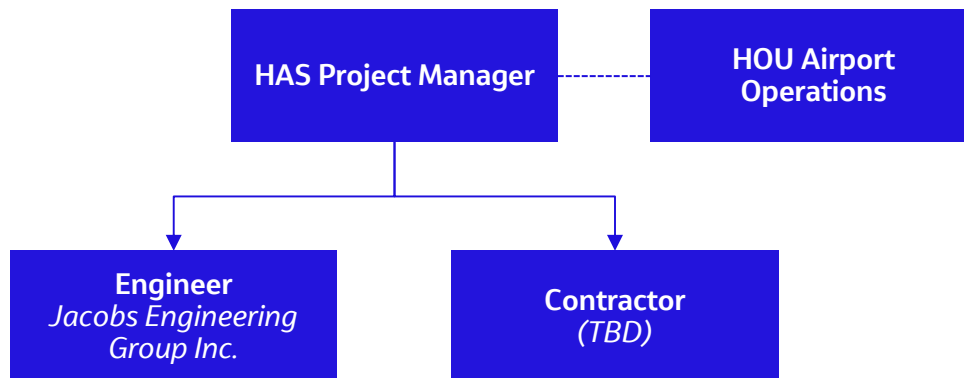 HAS Project Manager
HOU Airport
Operations
Engineer
Jacobs Engineering
Group Inc.
Contractor
(TBD)